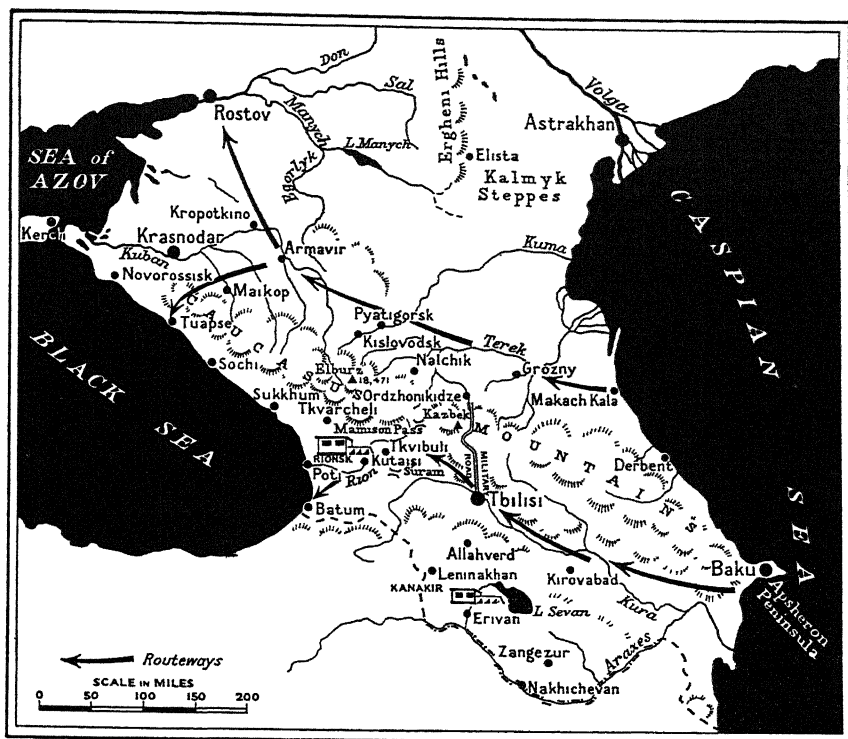 Don
Sal
Volga
Rostov
Manych
L.Manych
Ergheni Hills
Astrakhan
Elista
Kalmyk
Steppes
SEA of
AZOV
Egorlyk
Kropotkino
Kerch
Krasnodar
Armavir
Kuma
Kuban
Novorossisk
Maikop
Tuapse
Pyatigorsk
Kislovodsk
Terek
Nalchik
Grózny
Makach Kala
Elburz
18,471
Sochi
Ordzhonikidze
Sukkhum
Tkvarcheli
Kazbek
Mamison Pass
CAUCASUS
MOUNTAINS
RIONSK
Tkvibuli
Kutaisi
Suram
Poti
Rion
MILITARY
ROAD
Derbent
Batum
Tbilisi
BLACK
SEA
CASPIAN
SEA
Allahverd
Leninakhan
Kirovabad
Baku
Apsheron
Peninsula
KANAKIR
L Sevan
Kura
Erivan
Araxes
Zangezur
Nakhichevan
Routeways
SCALE IN MILES
0 50 100 150 200